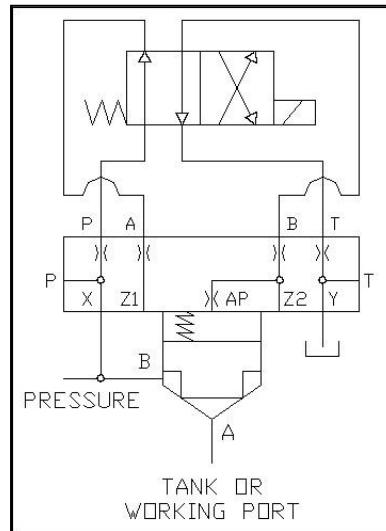 P A B T
P T
X Z1 AP Z2 Y
B
PRESSURE
A
TANK OR
WORKING PORT